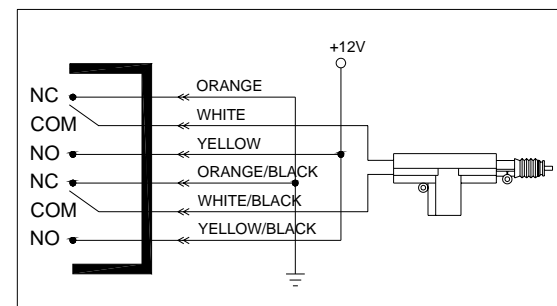 +12V
NC
ORANGE
COM
WHITE
NO
YELLOW
NC
ORANGE/BLACK
COM
WHITE/BLACK
NO
YELLOW/BLACK